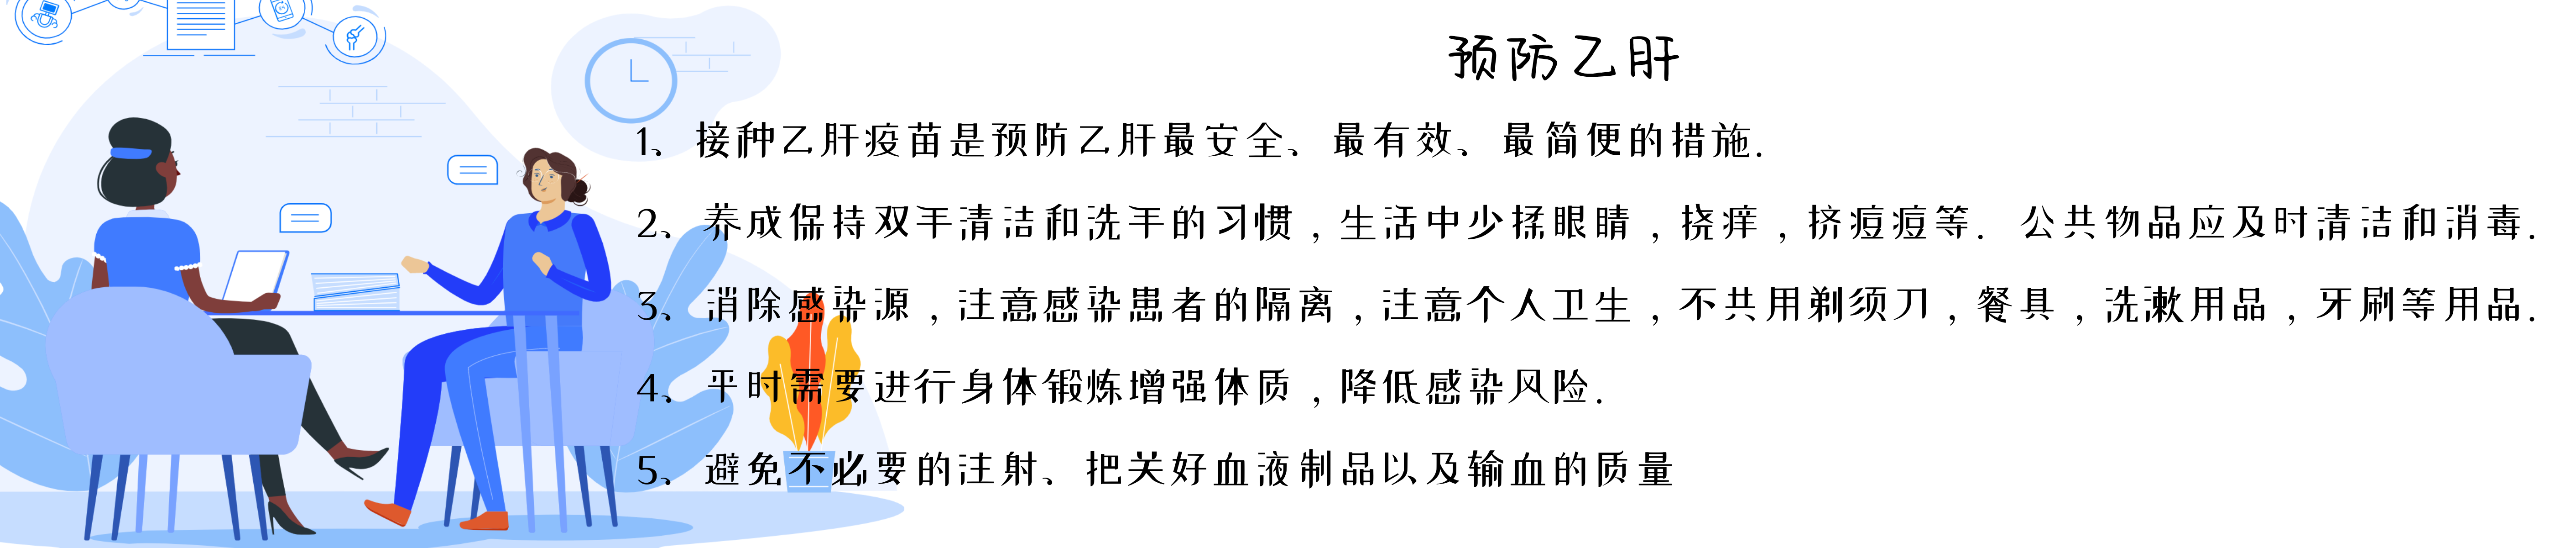 预防乙肝
1、接种乙肝疫苗是预防乙肝最安全、最有效、最简便的措施.
2、养成保持双手清洁和洗手的习惯,生活中少揉眼睛,挠痒,挤痘痘等. 公共物品应及时清洁和消毒.
3、消除感染源,注意感染患者的隔离,注意个人卫生,不共用剃须刀,餐具,洗漱用品,牙刷等用品.
4、平时需要进行身体锻炼增强体质,降低感染风险.
5、避免不必要的注射、把关好血液制品以及输血的质量